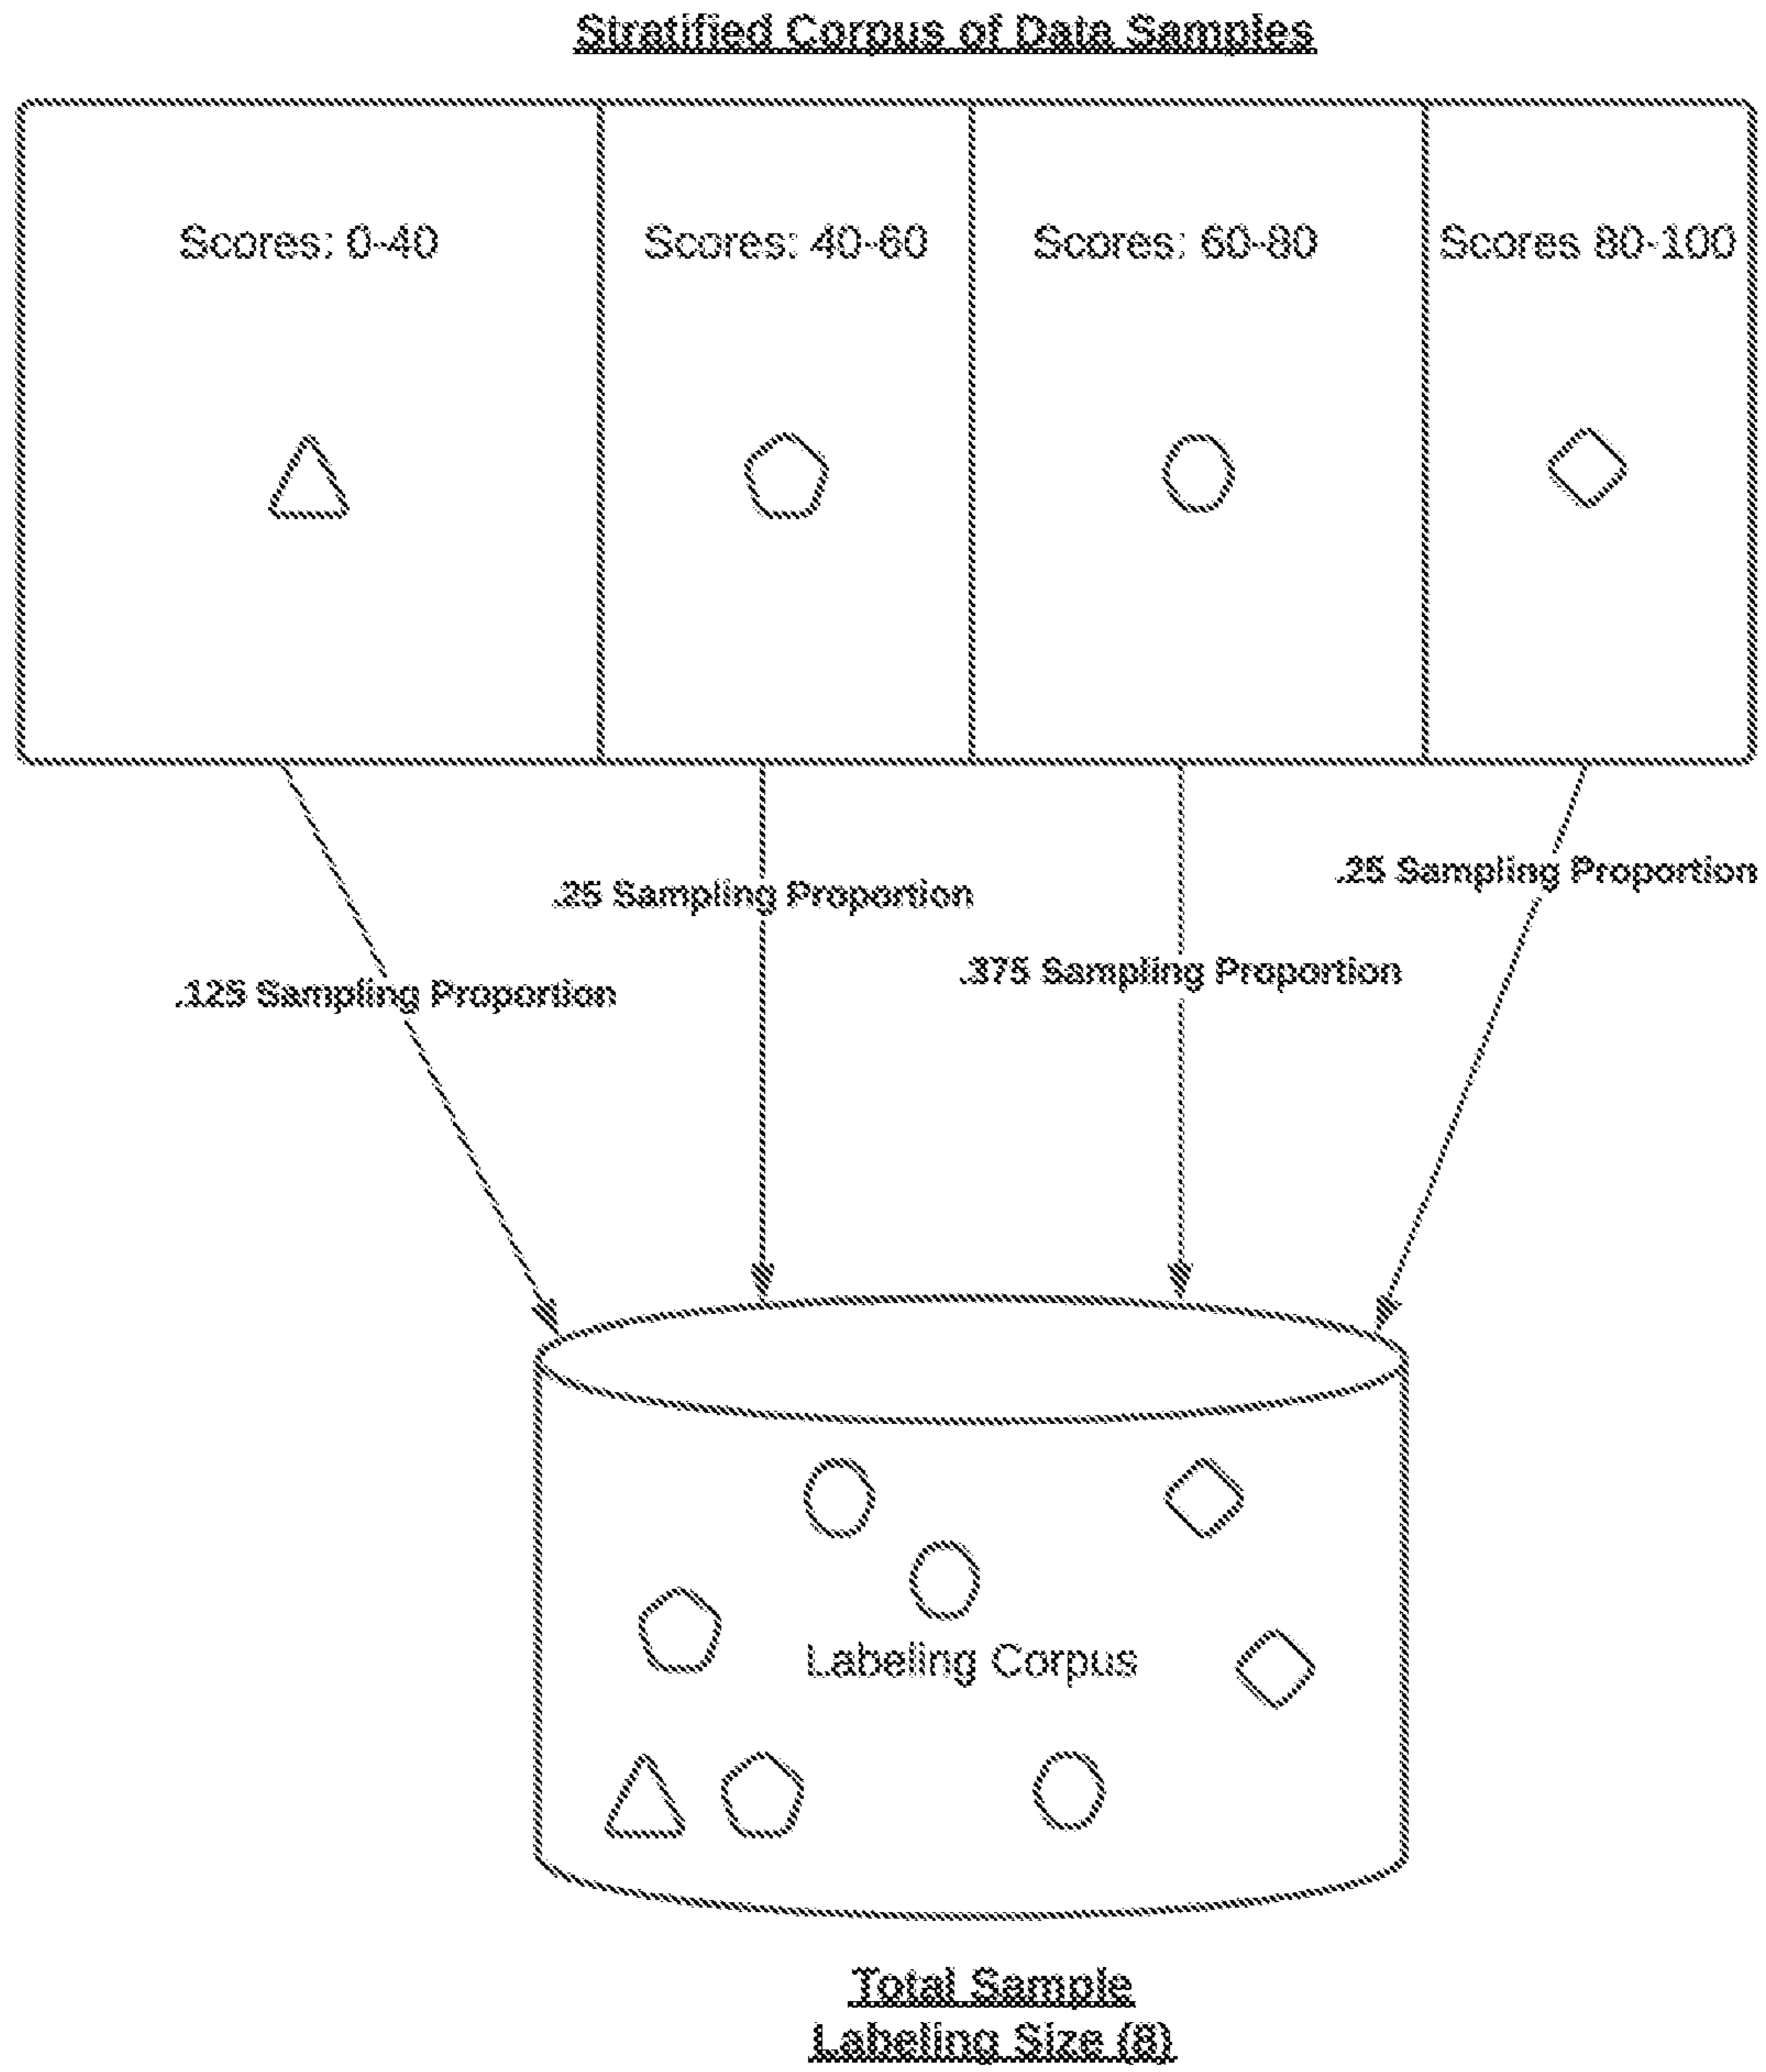 Stratified Corpus of Data Samples
Scores: 0-40
Scores: 40-60
Scores: 60-80
Scores 80-100
.25 Sampling Proportion
.25 Sampling Proportion
.375 Sampling Proportion
.125 Sampling Proportion
Labeling Corpus
Total Sample
Labeling Size (8)